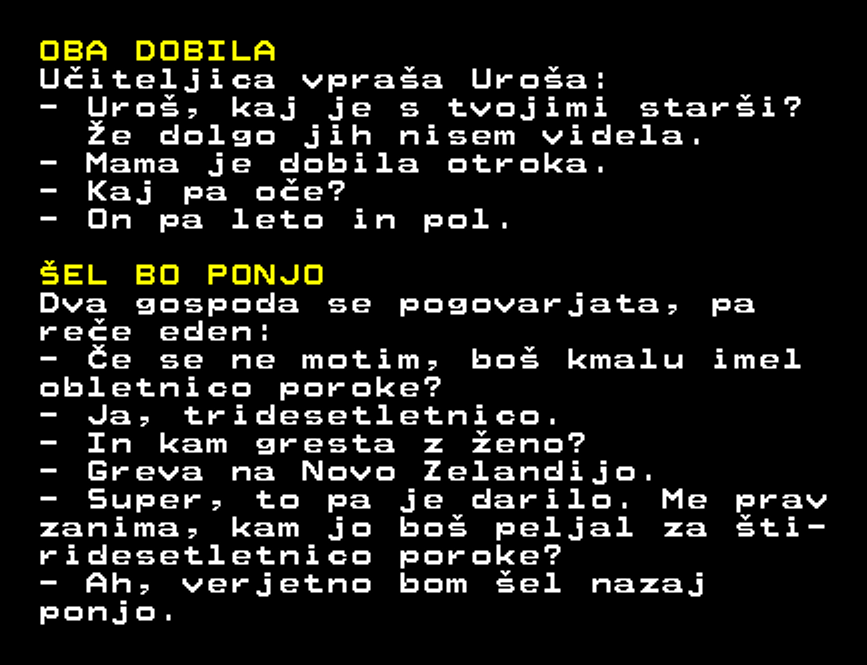 OBA DOBILA
Učiteljica vpraša Uroša:
- Uroš, kaj je s tvojimi starši?
Že dolgo jih nisem videla.
- Mama je dobila otroka.
- Kaj pa oče?
- On pa leto in pol.
ŠEL BO PONJO
Dva gospoda se pogovarjata, pa
reče eden:
- Če se ne motim, boš kmalu imel
obletnico poroke?
- Ja, tridesetletnico.
- In kam gresta z ženo?
- Greva na Novo Zelandijo.
- Super, to pa je darilo. Me prav
zanima, kam jo boš peljal za šti-
ridesetletnico poroke?
- Ah, verjetno bom šel nazaj
ponjo.